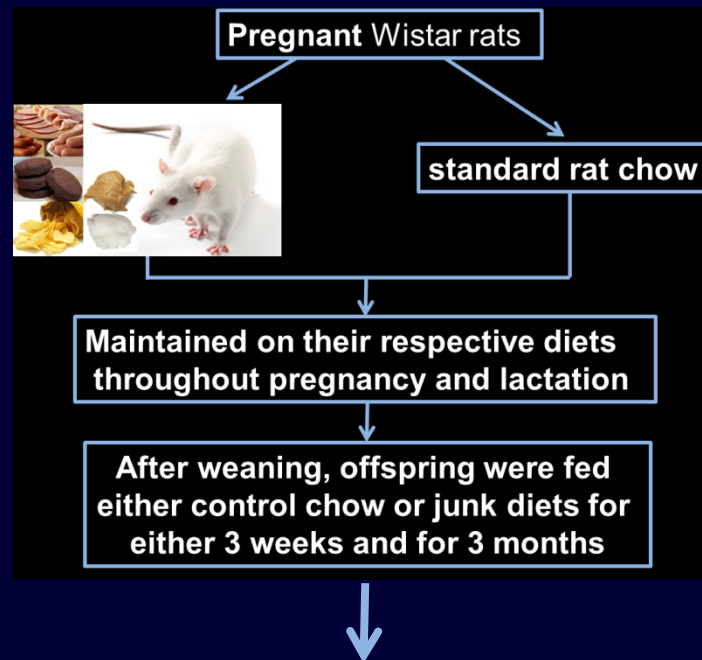 Pregnant Wistar rats
standard rat chow
Maintained on their respective diets
throughout pregnancy and lactation
After weaning, offspring were fed
either control chow or junk diets for
either 3 weeks and for 3 months